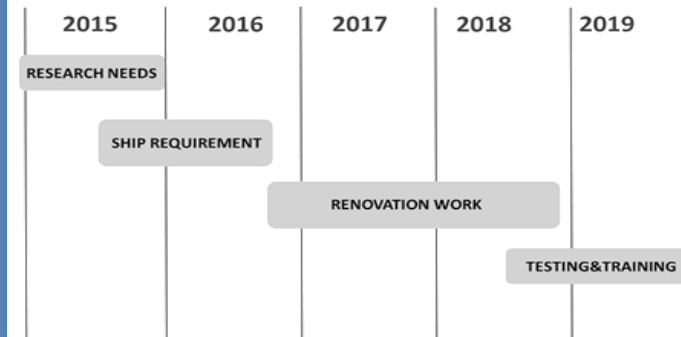 2015 2016 2017 2018 2019
RESEARCH NEEDS
SHIP REQUIREMENT
RENOVATION WORK
TESTING&TRAINING